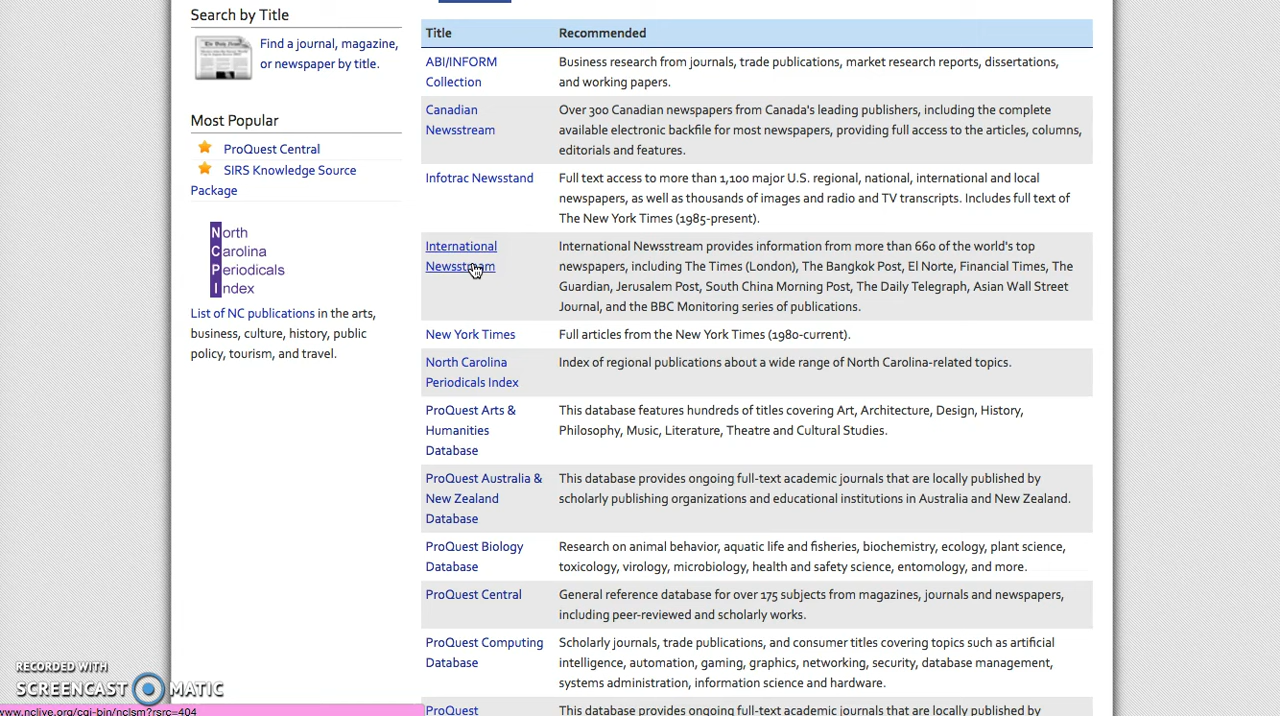 Search by Title
Find a journal, magazine,
or newspaper by title.
Most Popular
ProQuest Central
SIRS Knowledge Source
Package
North
Carolina
Periodicals
Index
List of NC publications in the arts,
business, culture, history, public
policy, tourism, and travel.
Title Recommended
ABI/INFORM
Collection
Business research from journals, trade publications, market research reports, dissertations,
and working papers.
Canadian
Newsstream
Over 300 Canadian newspapers from Canada's leading publishers, including the complete
available electronic backfile for most newspapers, providing full access to the articles, columns,
editorials and features.
Infotrac Newsstand
Full text access to more than 1,100 major U.S. regional, national, international and local
newspapers, as well as thousands of images and radio and TV transcripts. Includes full text of
The New York Times (1985-present).
International
Newsstream
International Newsstream provides information from more than 660 of the world's top
newspapers, including The Times (London), The Bangkok Post, El Norte, Financial Times, The
Guardian, Jerusalem Post, South China Morning Post, The Daily Telegraph, Asian Wall Street
Journal, and the BBC Monitoring series of publications.
New York Times
Full articles from the New York Times (1980-current).
North Carolina
Periodicals Index
Index of regional publications about a wide range of North Carolina-related topics.
ProQuest Arts &
Humanities
Database
This database features hundreds of titles covering Art, Architecture, Design, History,
Philosophy, Music, Literature, Theatre and Cultural Studies.
ProQuest Australia &
New Zealand
Database
This database provides ongoing full-text academic journals that are locally published by
scholarly publishing organizations and educational institutions in Australia and New Zealand.
ProQuest Biology
Database
Research on animal behavior, aquatic life and fisheries, biochemistry, ecology, plant science,
toxicology, virology, microbiology, health and safety science, entomology, and more.
ProQuest Central
General reference database for over 175 subjects from magazines, journals and newspapers,
including peer-reviewed and scholarly works.
ProQuest Computing
Database
Scholarly journals, trade publications, and consumer titles covering topics such as artificial
intelligence, automation, gaming, graphics, networking, security, database management,
systems administration, information science and hardware.
ProQuest
This database provides ongoing full-text academic journals that are locally published by
RECORDED WITH
SCREENCAST MATIC
www.nclive.org/cgi-bin/nclsm?rsrc=404